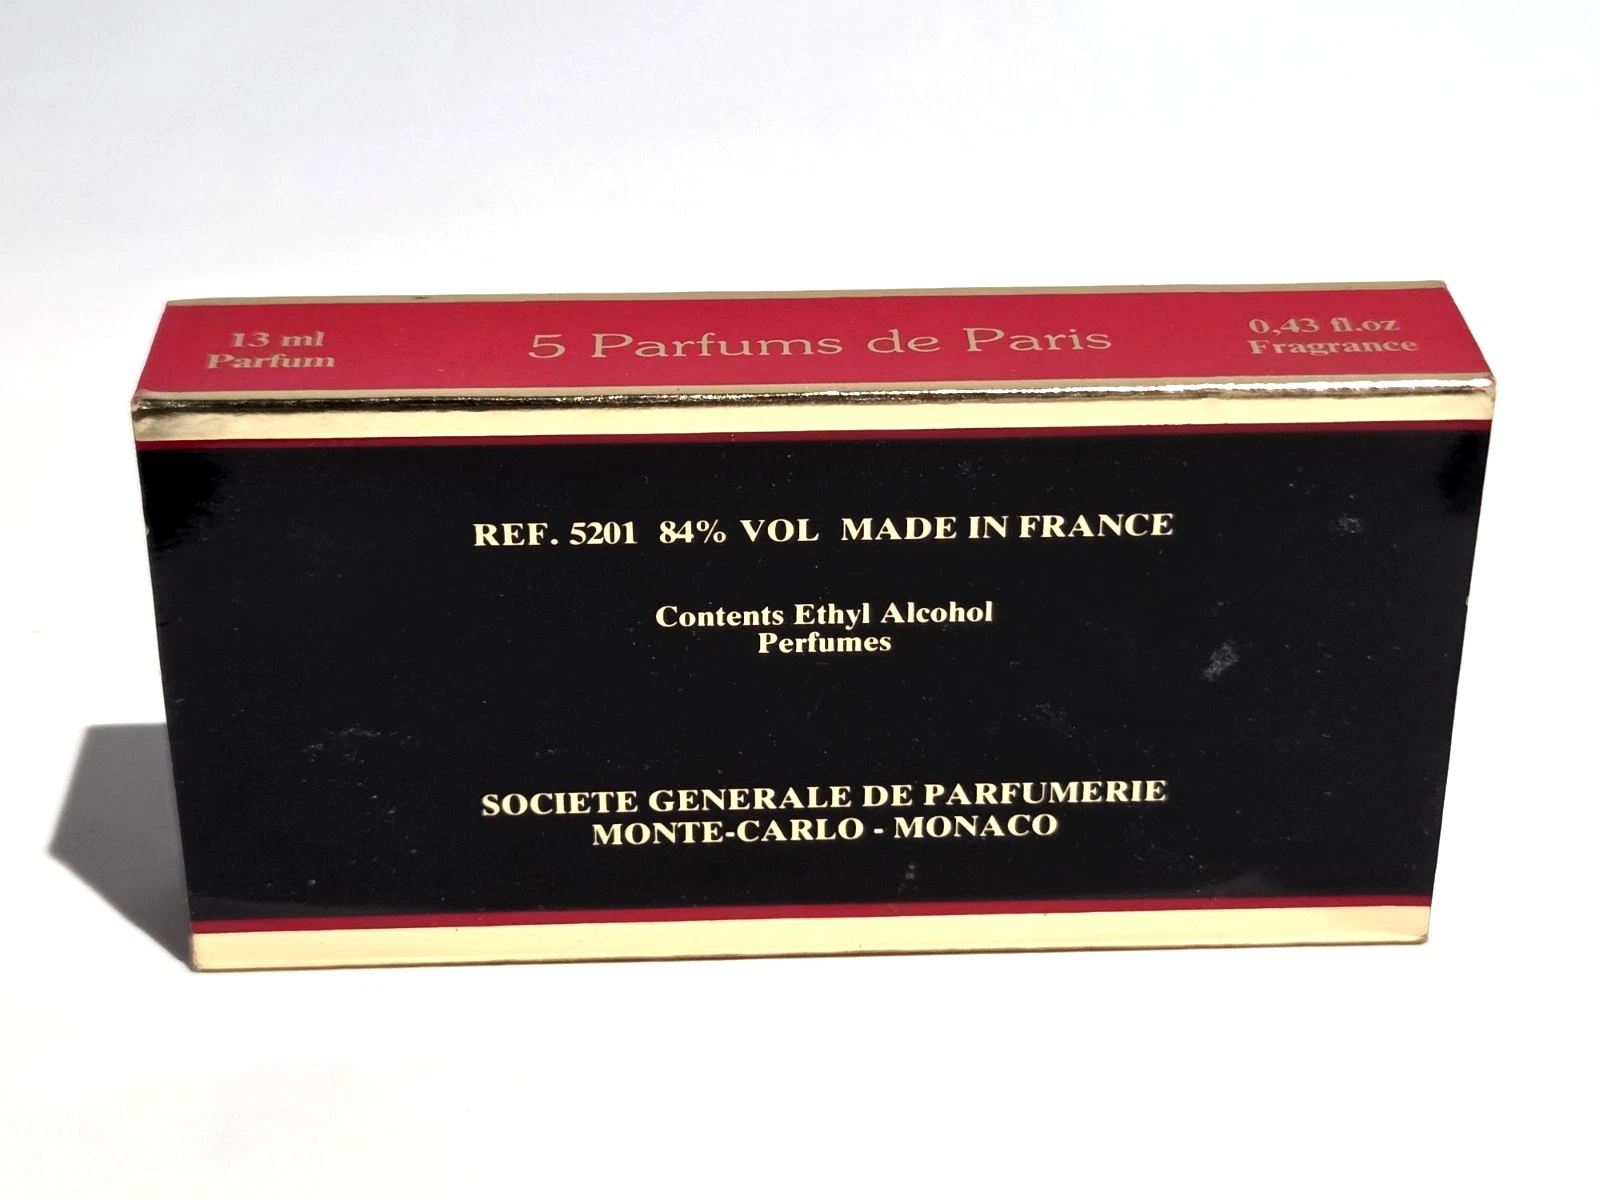 13 ml
Parfum
5 Parfums de Paris
0,43 fl.oz
Fragrance
REF. 5201 84% VOL MADE IN FRANCE
Contents Ethyl Alcohol
Perfumes
SOCIETE GENERALE DE PARFUMERIE
MONTE-CARLO - MONACO